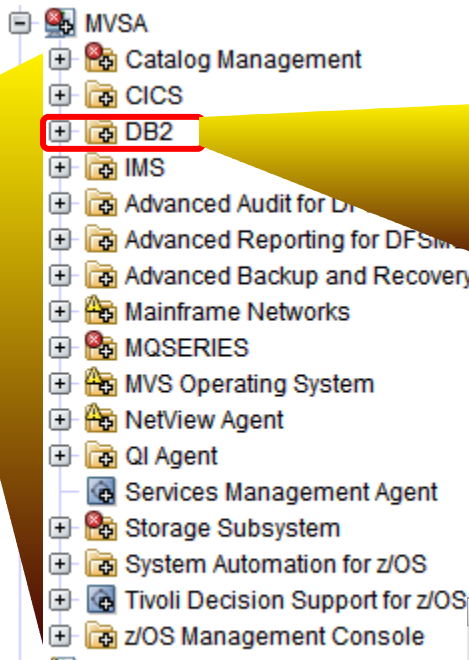 MVSA
Catalog Management
CICS
DB2
IMS
Advanced Audit for
Advanced Reporting for
Advanced Backup and Recovery
Mainframe Networks
MQSERIES
MVS Operating System
NetView Agent
QI Agent
Services Management Agent
Storage Subsystem
System Automation for z/OS
Tivoli Decision Support for z/OS
z/OS Management Console